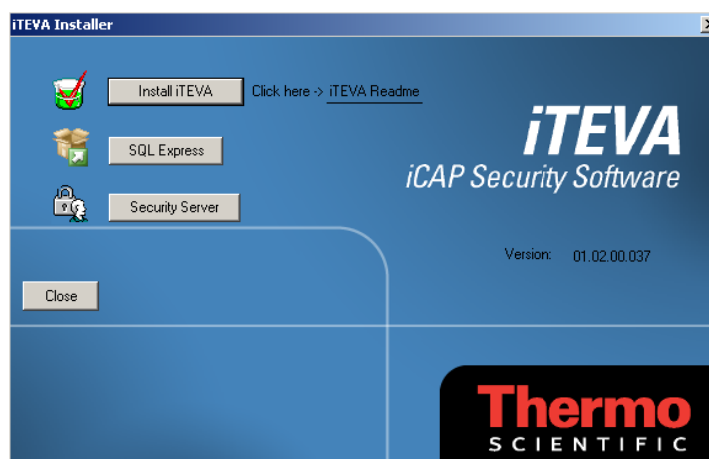 iTEVA Installer
Install iTEVA
Click here -> iTEVA Readme
SQL Express
Security Server
iTEVA
iCAP Security Software
Version: 01.02.00.037
Close
Thermo
SCIENTIFIC